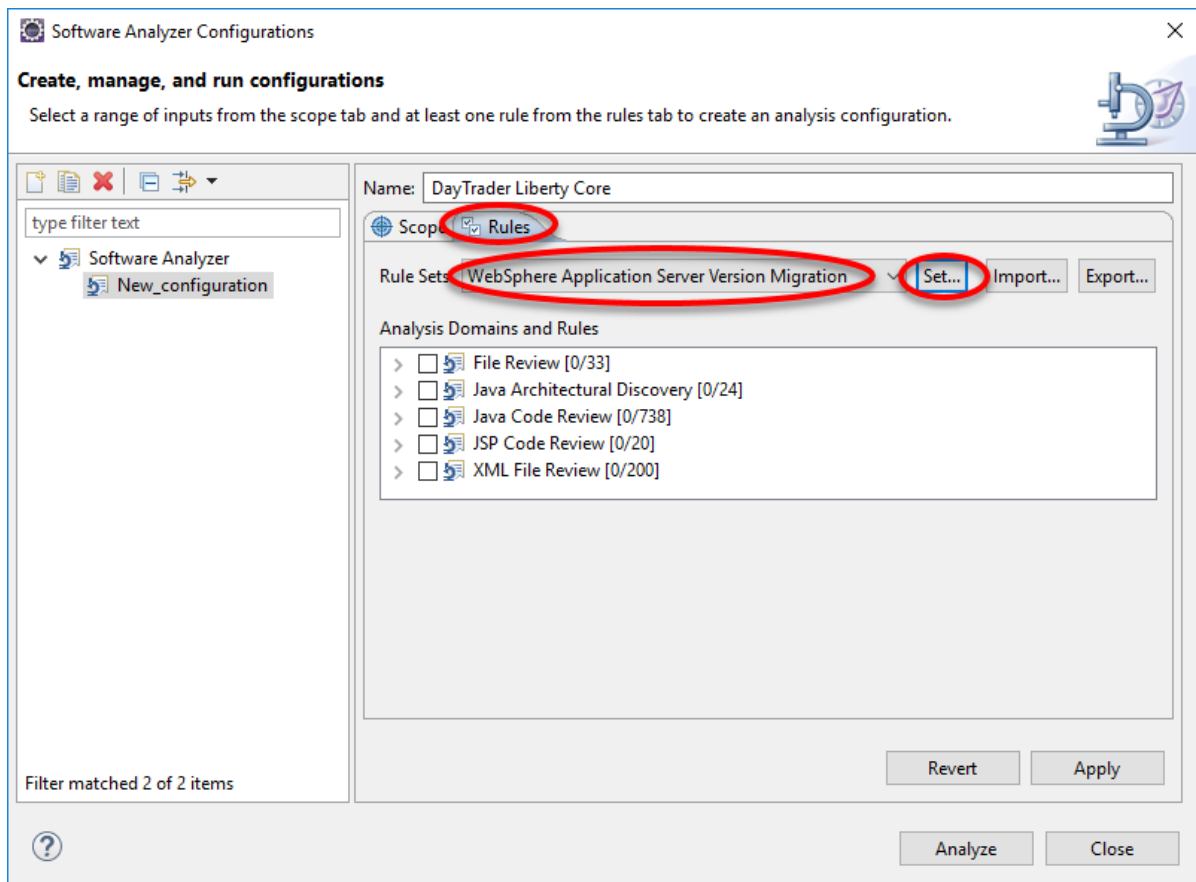 Software Analyzer Configurations
Create, manage, and run configurations
Select a range of inputs from the scope tab and at least one rule from the rules tab to create an analysis configuration.
type filter text
Software Analyzer
New_configuration
Filter matched 2 of 2 items
Name: DayTrader Liberty Core
Scope Rules
Rule Sets WebSphere Application Server Version Migration Set... Import... Export...
Analysis Domains and Rules
File Review [0/33]
Java Architectural Discovery [0/24]
Java Code Review [0/738]
JSP Code Review [0/20]
XML File Review [0/200]
Revert Apply
? Analyze Close